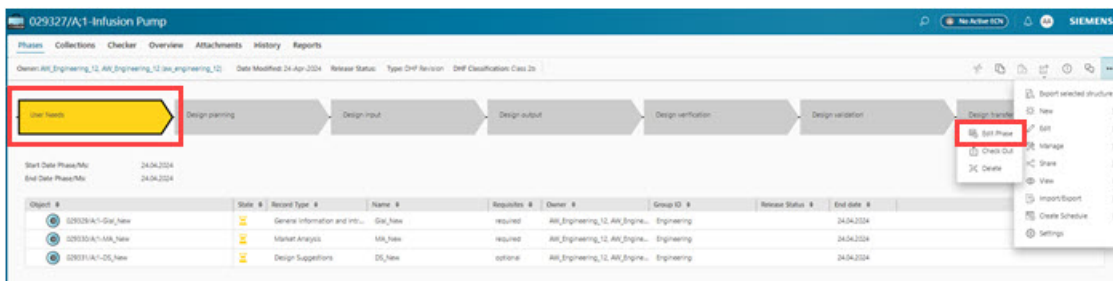 029327/A;1-Infusion Pump
No Active ECN
AA
SIEMENS
Phases Collections Checker Overview Attachments History Reports
Owner: AW_Engineering_12, AW_Engineering_12 (aw_engineering_12) Date Modified: 24-Apr-2024 Release Status: Type: DHF Revision DHF Classification: Class 2b
User Needs
Design planning
Design input
Design output
Design verification
Design validation
Design transfer
Export selected structure
New
Edit
Manage
Share
View
Import/Export
Create Schedule
Settings
Edit Phase
Check Out
Delete
Start Date Phase/Ms: 24.04.2024
End Date Phase/Ms: 24.04.2024
Object State Record Type Name Requisites Owner Group ID Release Status End date
029329/A;1-GaI_New General Information and Intr... GaI_New required AW_Engineering_12, AW_Engine... Engineering 24.04.2024
029330/A;1-MA_New Market Analysis MA_New required AW_Engineering_12, AW_Engine... Engineering 24.04.2024
029331/A;1-DS_New Design Suggestions DS_New optional AW_Engineering_12, AW_Engine... Engineering 24.04.2024